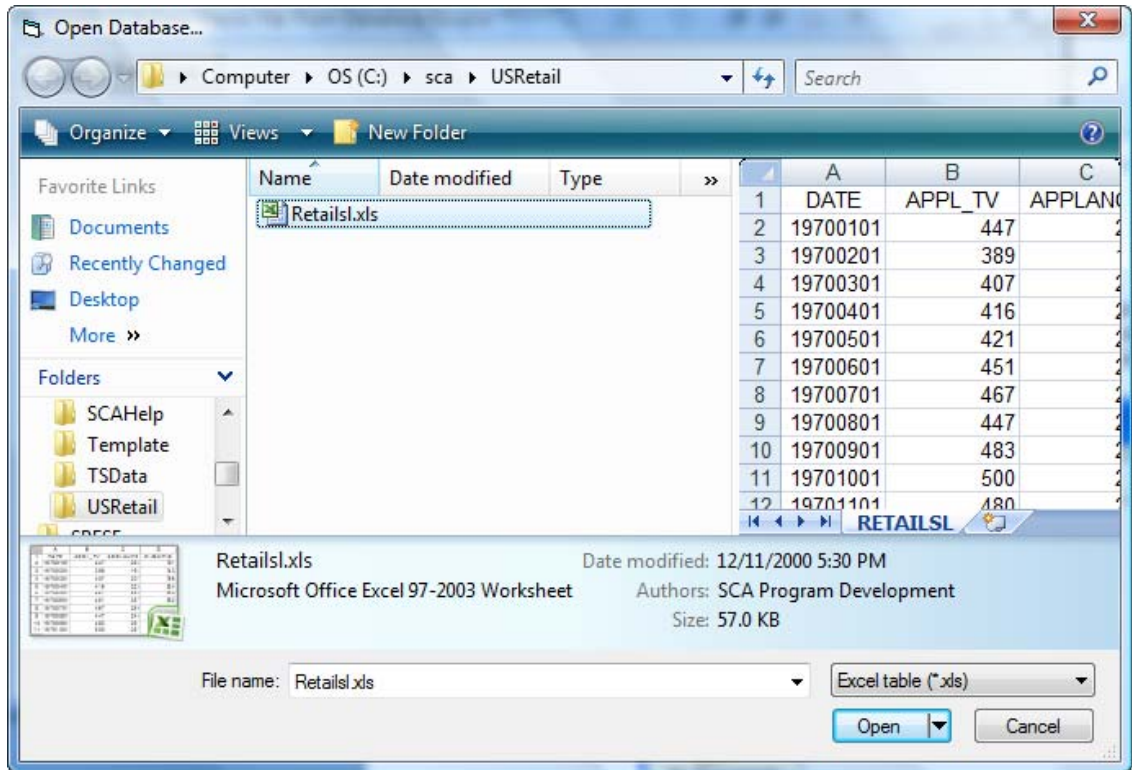 Open Database...
Computer OS (C:) sca USRetail Search
Organize Views New Folder
Favorite Links
Documents
Recently Changed
Desktop
More »
Folders
SCAHelp
Template
TSData
USRetail
Name Date modified Type »
Retailsl.xls
A B C
1 DATE APPL_TV APPLAN
2 19700101 447
3 19700201 389
4 19700301 407
5 19700401 416
6 19700501 421
7 19700601 451
8 19700701 467
9 19700801 447
10 19700901 483
11 19701001 500
12 19701101 480
RETAILSL
Retailsl.xls Date modified: 12/11/2000 5:30 PM
Microsoft Office Excel 97-2003 Worksheet Authors: SCA Program Development
Size: 57.0 KB
File name: Retailsl.xls Excel table (*.xls)
Open Cancel